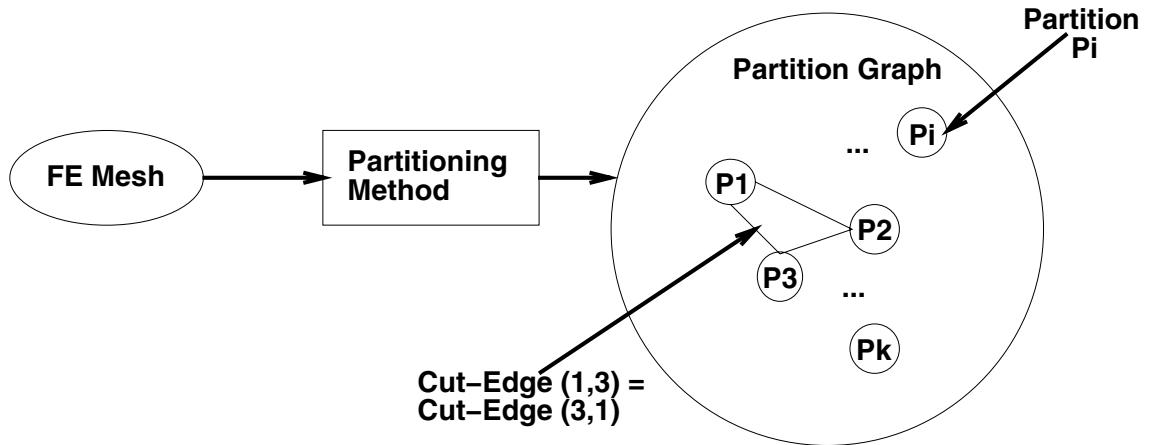 FE Mesh
Partitioning
Method
Partition Graph
Partition
Pi
Pi
...
P1
P2
P3
...
Pk
Cut–Edge (1,3) =
Cut–Edge (3,1)